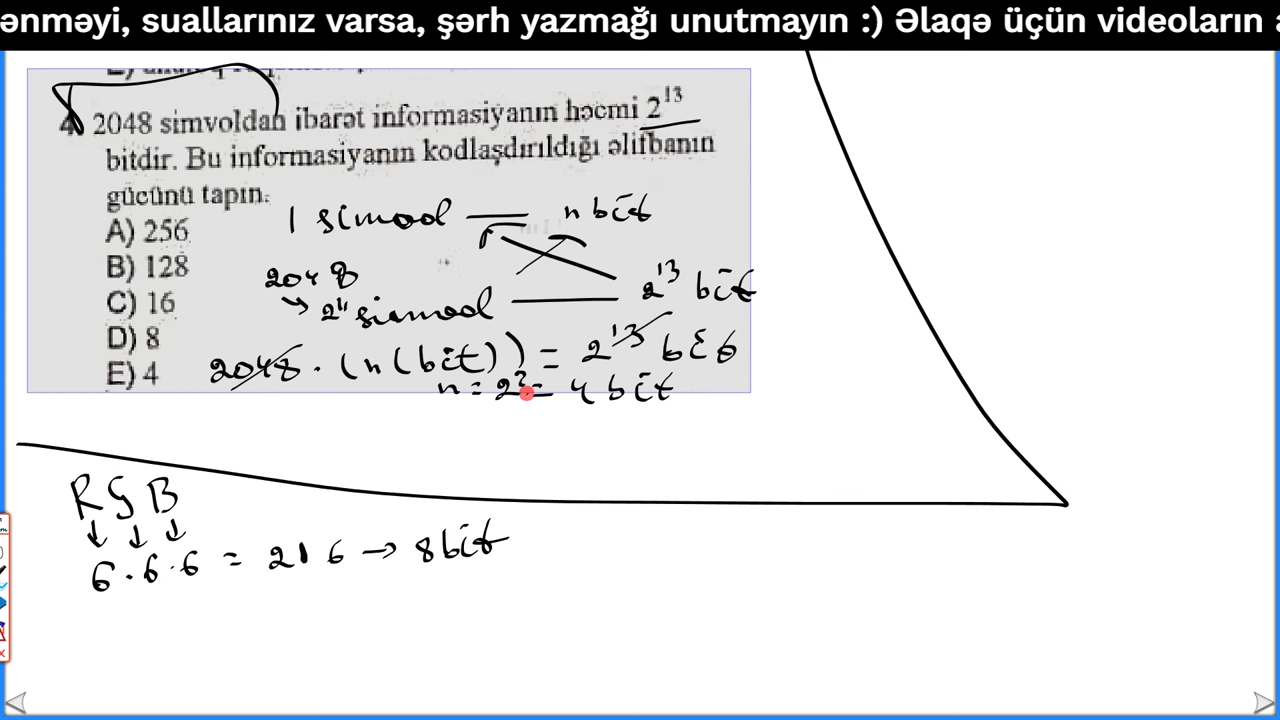 ənməyi, suallarınız varsa, şərh yazmağı unutmayın :) Əlaqə üçün videoların
2048 simvoldan ibarət informasiyanın həcmi 2¹³
bitdir. Bu informasiyanın kodlaşdırıldığı əlifbanın
gücünü tapın.
A) 256
B) 128
C) 16
D) 8
E) 4
1 simvol — n bit
2048
→ 2¹¹ simvol — 2¹³ bit
2048 · (n(bit)) = 2¹³ bit
n = 2² = 4 bit
R G B
↓ ↓ ↓
6 · 6 · 6 = 216 → 8 bit